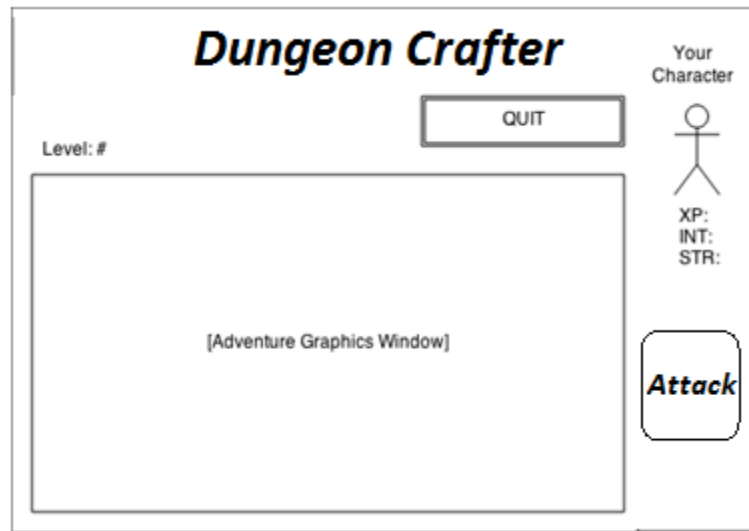 Dungeon Crafter
Your
Character
QUIT
Level: #
XP:
INT:
STR:
[Adventure Graphics Window]
Attack